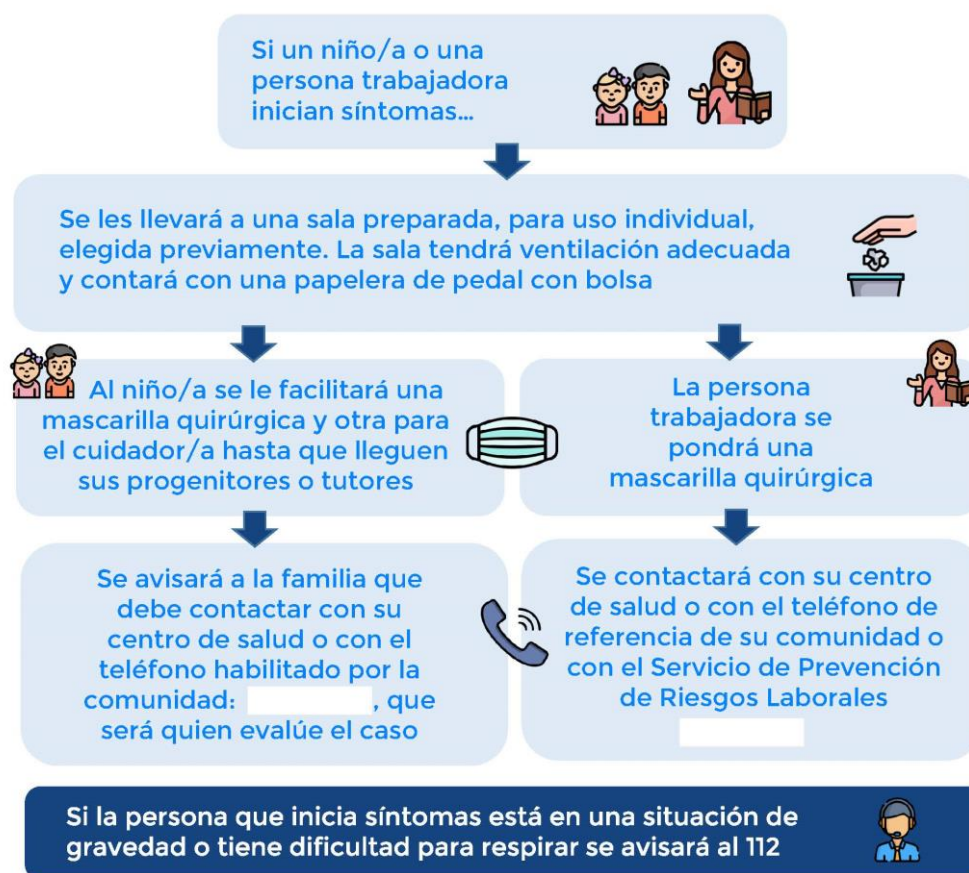 Si un niño/a o una
persona trabajadora
inician síntomas...
Se les llevará a una sala preparada, para uso individual,
elegida previamente. La sala tendrá ventilación adecuada
y contará con una papelera de pedal con bolsa
Al niño/a se le facilitará una
mascarilla quirúrgica y otra para
el cuidador/a hasta que lleguen
sus progenitores o tutores
La persona
trabajadora se
pondrá una
mascarilla quirúrgica
Se avisará a la familia que
debe contactar con su
centro de salud o con el
teléfono habilitado por la
comunidad: , que
será quien evalúe el caso
Se contactará con su centro
de salud o con el teléfono de
referencia de su comunidad o
con el Servicio de Prevención
de Riesgos Laborales
Si la persona que inicia síntomas está en una situación de
gravedad o tiene dificultad para respirar se avisará al 112